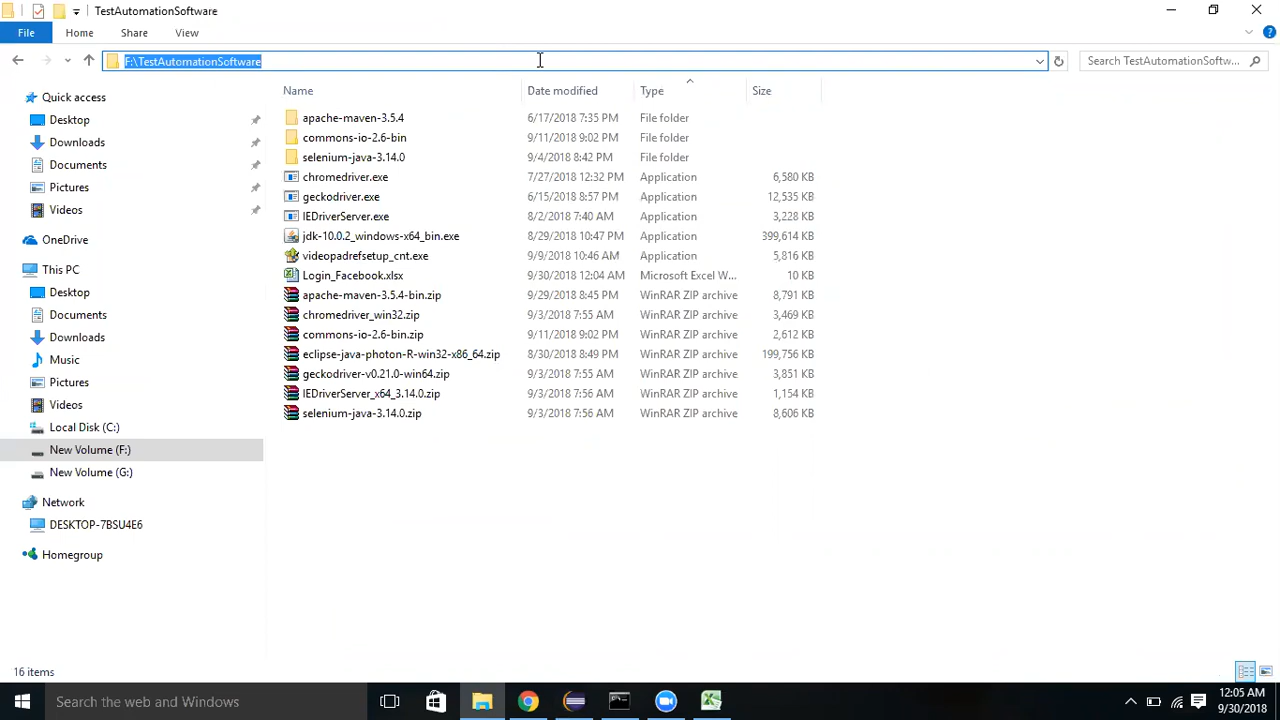 TestAutomationSoftware
File Home Share View
F:\TestAutomationSoftware
Search TestAutomationSoftw...
Name Date modified Type Size
Quick access
Desktop
Downloads
Documents
Pictures
Videos
OneDrive
This PC
Desktop
Documents
Downloads
Music
Pictures
Videos
Local Disk (C:)
New Volume (F:)
New Volume (G:)
Network
DESKTOP-7BSU4E6
Homegroup
apache-maven-3.5.4 6/17/2018 7:35 PM File folder
commons-io-2.6-bin 9/11/2018 9:02 PM File folder
selenium-java-3.14.0 9/4/2018 8:42 PM File folder
chromedriver.exe 7/27/2018 12:32 PM Application 6,580 KB
geckodriver.exe 6/15/2018 8:57 PM Application 12,535 KB
IEDriverServer.exe 8/2/2018 7:40 AM Application 3,228 KB
jdk-10.0.2_windows-x64_bin.exe 8/29/2018 10:47 PM Application 399,614 KB
videopadrefsetup_cnt.exe 9/9/2018 10:46 AM Application 5,816 KB
Login_Facebook.xlsx 9/30/2018 12:04 AM Microsoft Excel W... 10 KB
apache-maven-3.5.4-bin.zip 9/29/2018 8:45 PM WinRAR ZIP archive 8,791 KB
chromedriver_win32.zip 9/3/2018 7:55 AM WinRAR ZIP archive 3,469 KB
commons-io-2.6-bin.zip 9/11/2018 9:02 PM WinRAR ZIP archive 2,612 KB
eclipse-java-photon-R-win32-x86_64.zip 8/30/2018 8:49 PM WinRAR ZIP archive 199,756 KB
geckodriver-v0.21.0-win64.zip 9/3/2018 7:55 AM WinRAR ZIP archive 3,851 KB
IEDriverServer_x64_3.14.0.zip 9/3/2018 7:56 AM WinRAR ZIP archive 1,154 KB
selenium-java-3.14.0.zip 9/3/2018 7:56 AM WinRAR ZIP archive 8,606 KB
16 items
Search the web and Windows
12:05 AM
9/30/2018